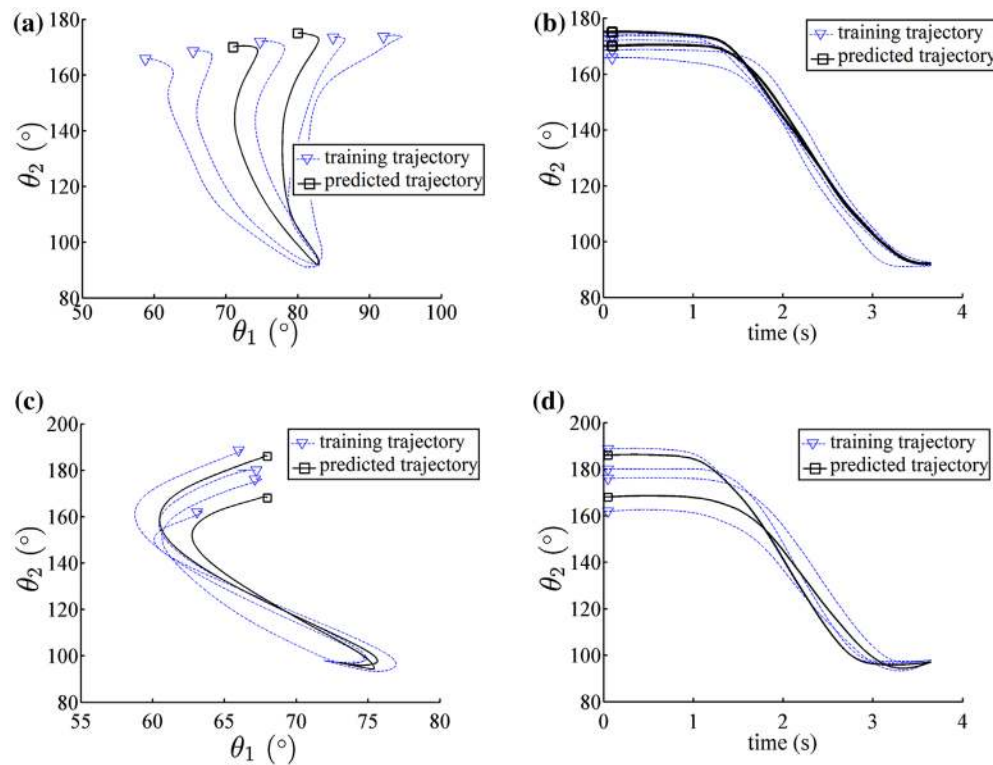 (a)
180
160
140
120
100
80
θ₂ (°)
training trajectory
predicted trajectory
50 60 70 80 90 100
θ₁ (°)
(b)
180
160
140
120
100
80
θ₂ (°)
training trajectory
predicted trajectory
0 1 2 3 4
time (s)
(c)
200
180
160
140
120
100
80
θ₂ (°)
training trajectory
predicted trajectory
55 60 65 70 75 80
θ₁ (°)
(d)
200
180
160
140
120
100
80
θ₂ (°)
training trajectory
predicted trajectory
0 1 2 3 4
time (s)